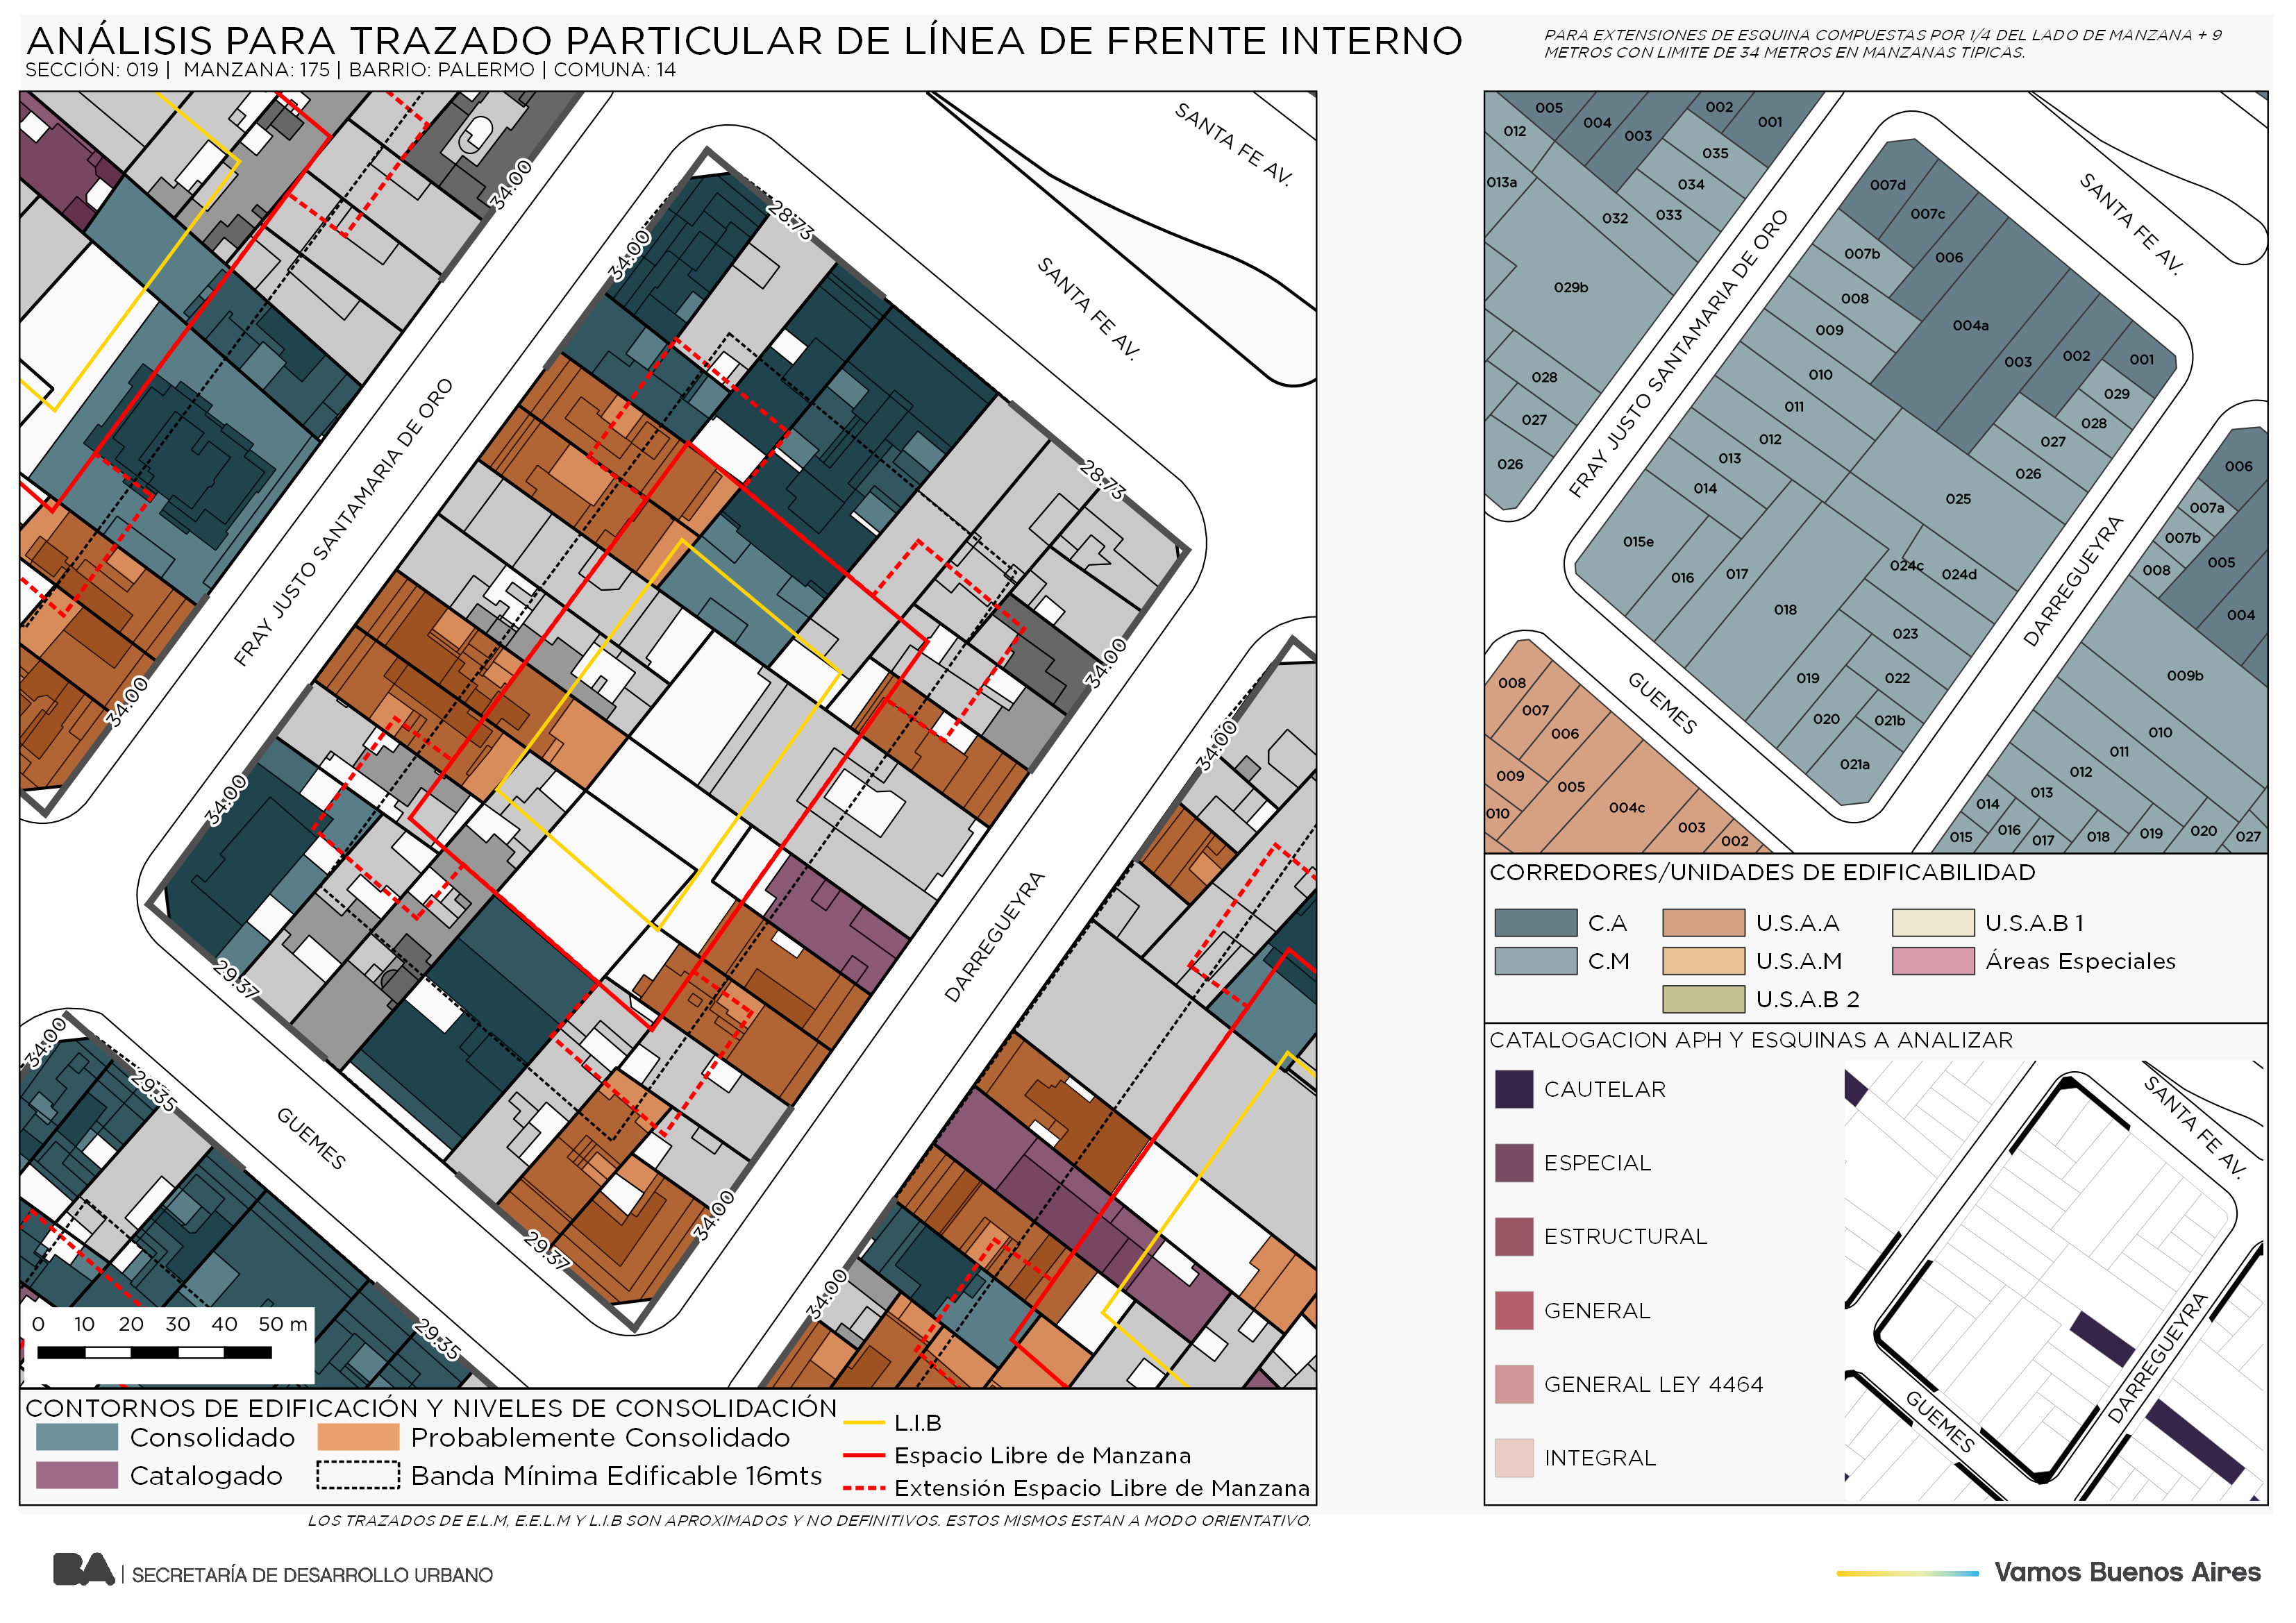 ANÁLISIS PARA TRAZADO PARTICULAR DE LÍNEA DE FRENTE INTERNO
SECCIÓN: 019 | MANZANA: 175 | BARRIO: PALERMO | COMUNA: 14
PARA EXTENSIONES DE ESQUINA COMPUESTAS POR 1/4 DEL LADO DE MANZANA + 9
METROS CON LIMITE DE 34 METROS EN MANZANAS TIPICAS.
SANTA FE AV.
SANTA FE AV.
34.00
28.73
34.00
FRAY JUSTO SANTAMARIA DE ORO
28.73
34.00
34.00
34.00
34.00
DARREGUEYRA
29.37
34.00
29.35
GUEMES
29.37
34.00
34.00
29.35
0 10 20 30 40 50 m
CONTORNOS DE EDIFICACIÓN Y NIVELES DE CONSOLIDACIÓN
Consolidado
Probablemente Consolidado
Catalogado
Banda Mínima Edificable 16mts
L.I.B
Espacio Libre de Manzana
Extensión Espacio Libre de Manzana
005
004
003
002
001
012
035
013a
034
033
032
029b
028
027
026
FRAY JUSTO SANTAMARIA DE ORO
SANTA FE AV.
007d
007c
007b
006
008
009
004a
010
003
002
001
029
011
028
012
027
013
026
014
025
015e
016
017
024c
024d
018
023
019
022
020
021b
021a
DARREGUEYRA
GUEMES
006
007a
007b
005
008
004
009b
010
011
012
013
014
015
016
017
018
019
020
027
008
007
006
009
005
010
004c
003
002
CORREDORES/UNIDADES DE EDIFICABILIDAD
C.A
U.S.A.A
U.S.A.B 1
C.M
U.S.A.M
Áreas Especiales
U.S.A.B 2
CATALOGACION APH Y ESQUINAS A ANALIZAR
CAUTELAR
ESPECIAL
ESTRUCTURAL
GENERAL
GENERAL LEY 4464
INTEGRAL
SANTA FE AV.
DARREGUEYRA
GUEMES
LOS TRAZADOS DE E.L.M, E.E.L.M Y L.I.B SON APROXIMADOS Y NO DEFINITIVOS. ESTOS MISMOS ESTAN A MODO ORIENTATIVO.
BA | SECRETARÍA DE DESARROLLO URBANO
Vamos Buenos Aires